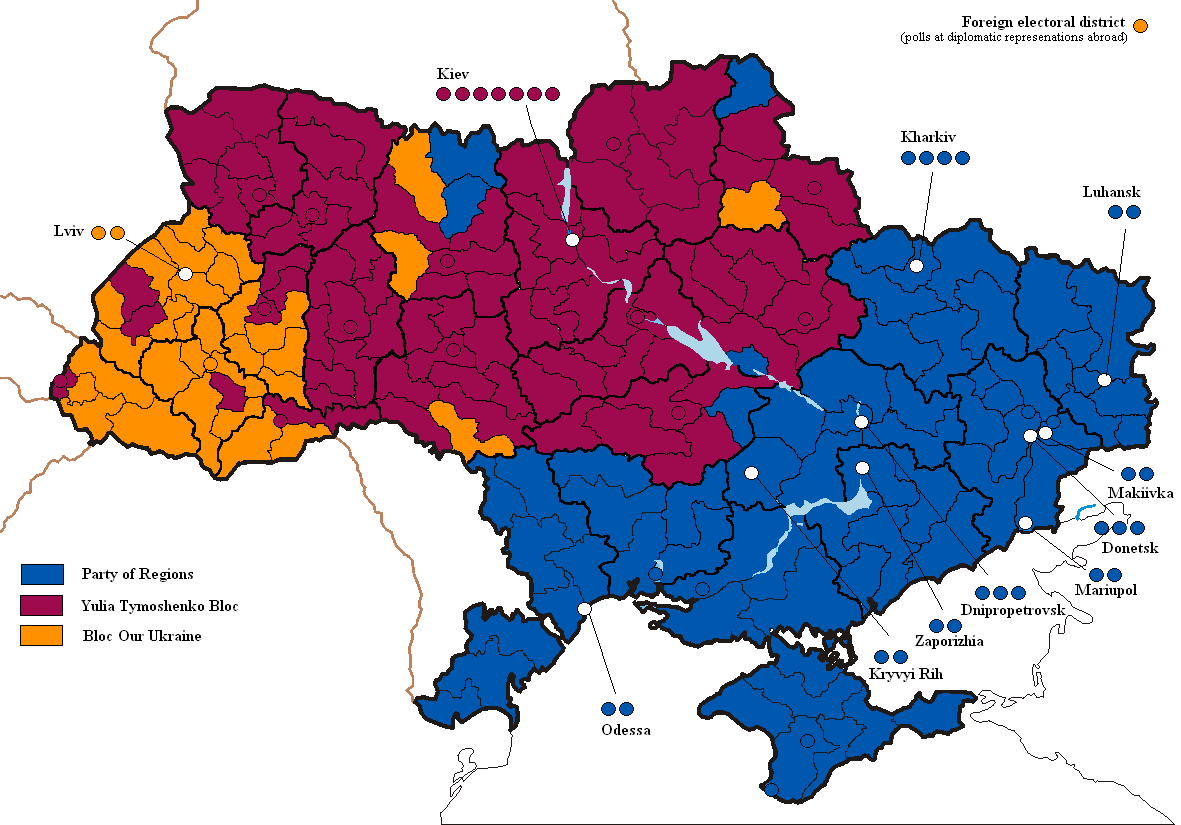 Foreign electoral district
(polls at diplomatic represenations abroad)
Kiev
Kharkiv
Luhansk
Lviv
Makiivka
Donetsk
Mariupol
Dnipropetrovsk
Zaporizhia
Kryvyi Rih
Odessa
Party of Regions
Yulia Tymoshenko Bloc
Bloc Our Ukraine